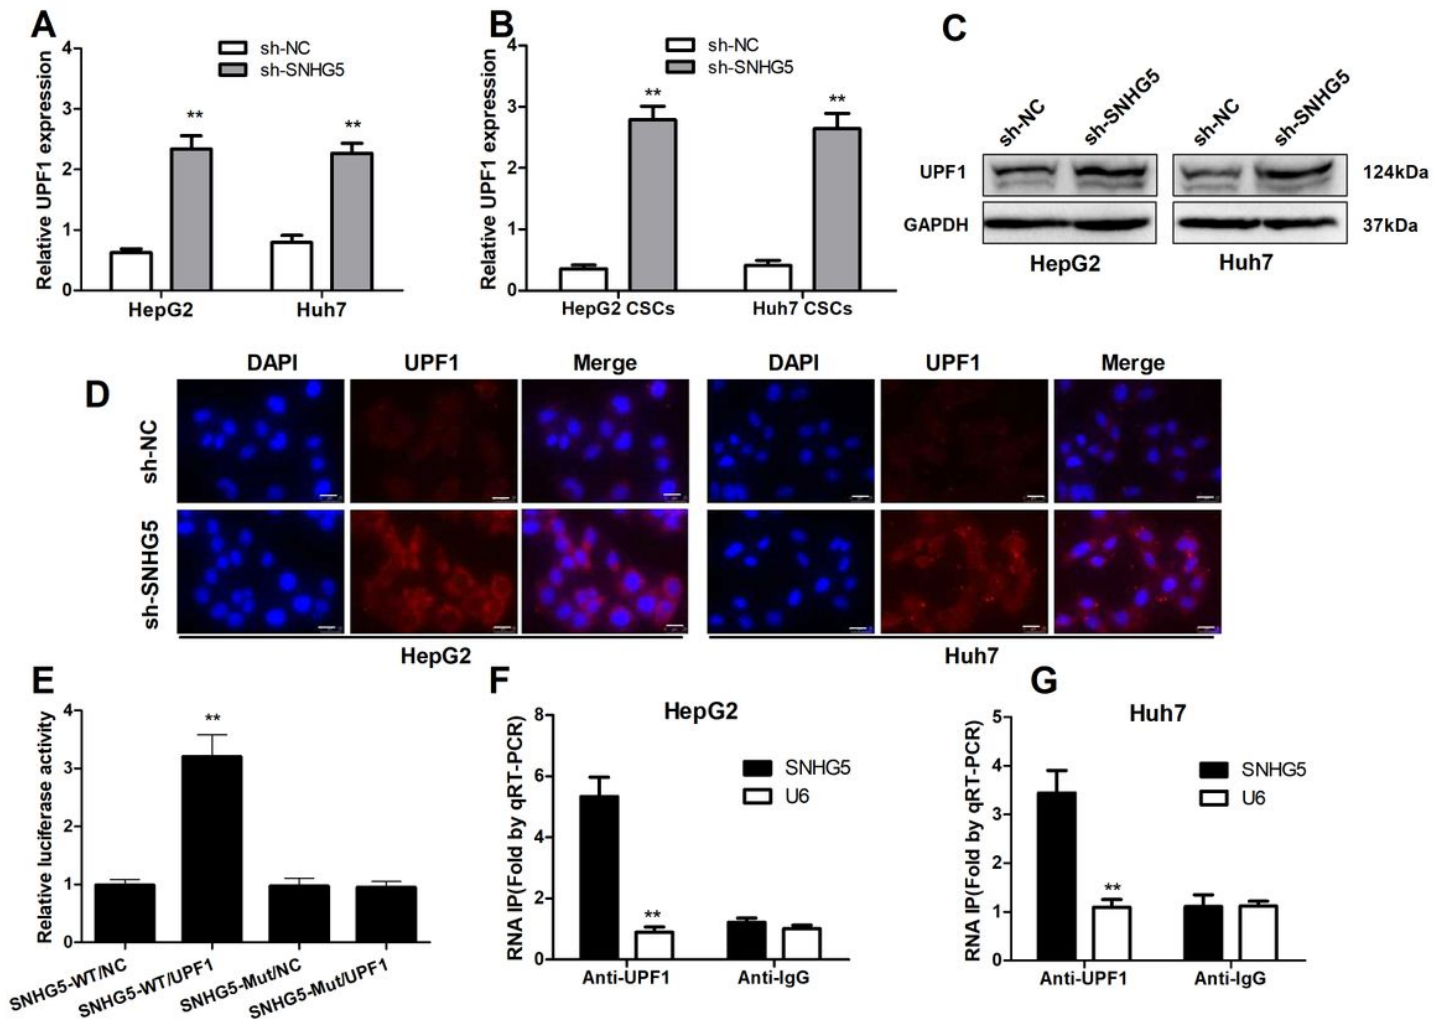 A
Relative UPF1 expression
4
3
2
1
0
sh-NC
sh-SNHG5
**
**
HepG2
Huh7
B
Relative UPF1 expression
4
3
2
1
0
sh-NC
sh-SNHG5
**
**
HepG2 CSCs
Huh7 CSCs
C
sh-NC
sh-SNHG5
sh-NC
sh-SNHG5
UPF1
124kDa
GAPDH
37kDa
HepG2
Huh7
D
DAPI
UPF1
Merge
DAPI
UPF1
Merge
sh-NC
sh-SNHG5
HepG2
Huh7
E
Relative luciferase activity
4
3
2
1
0
**
SNHG5-WT/NC
SNHG5-WT/UPF1
SNHG5-Mut/NC
SNHG5-Mut/UPF1
F
HepG2
RNA IP(Fold by qRT-PCR)
8
6
4
2
0
SNHG5
U6
**
Anti-UPF1
Anti-IgG
G
Huh7
RNA IP(Fold by qRT-PCR)
5
4
3
2
1
0
SNHG5
U6
**
Anti-UPF1
Anti-IgG